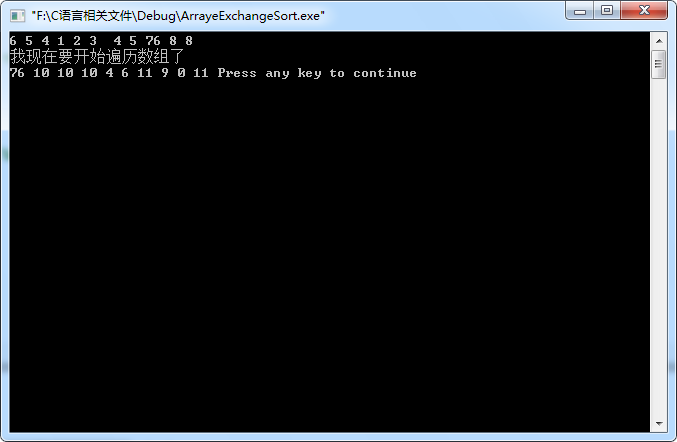 "F:\C语言相关文件\Debug\ArrayeExchangeSort.exe"
6 5 4 1 2 3  4 5 76 8 8
我现在要开始遍历数组了
76 10 10 10 4 6 11 9 0 11 Press any key to continue